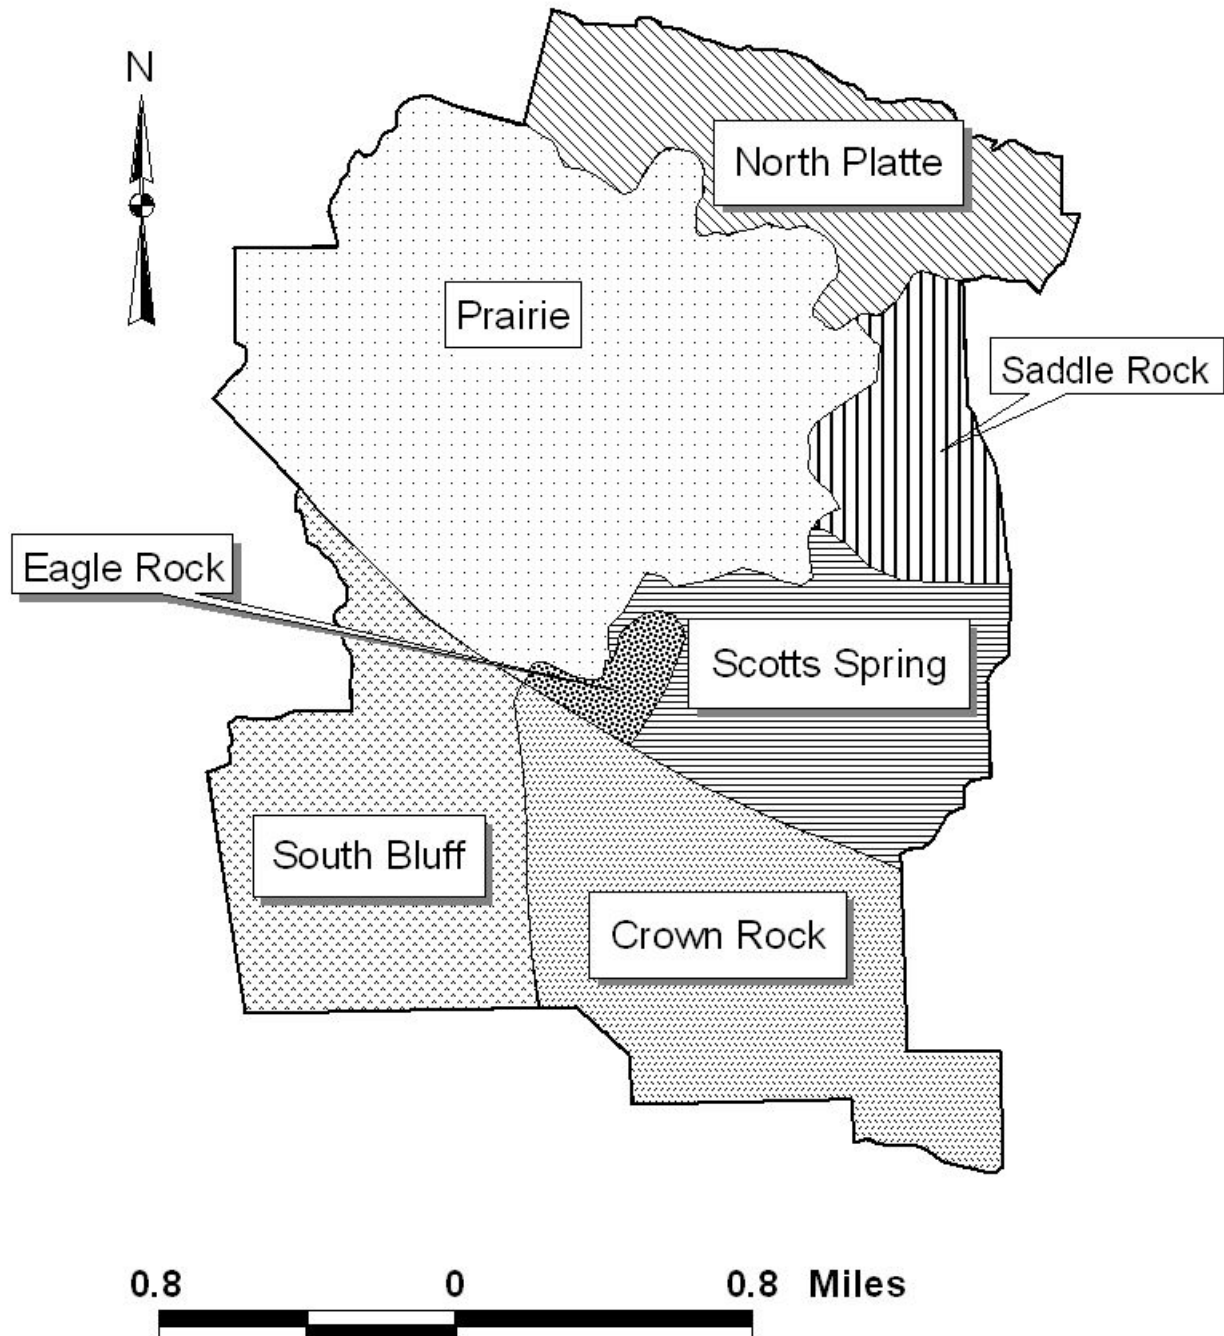 N
North Platte
Prairie
Saddle Rock
Eagle Rock
Scotts Spring
South Bluff
Crown Rock
0.8 0 0.8 Miles